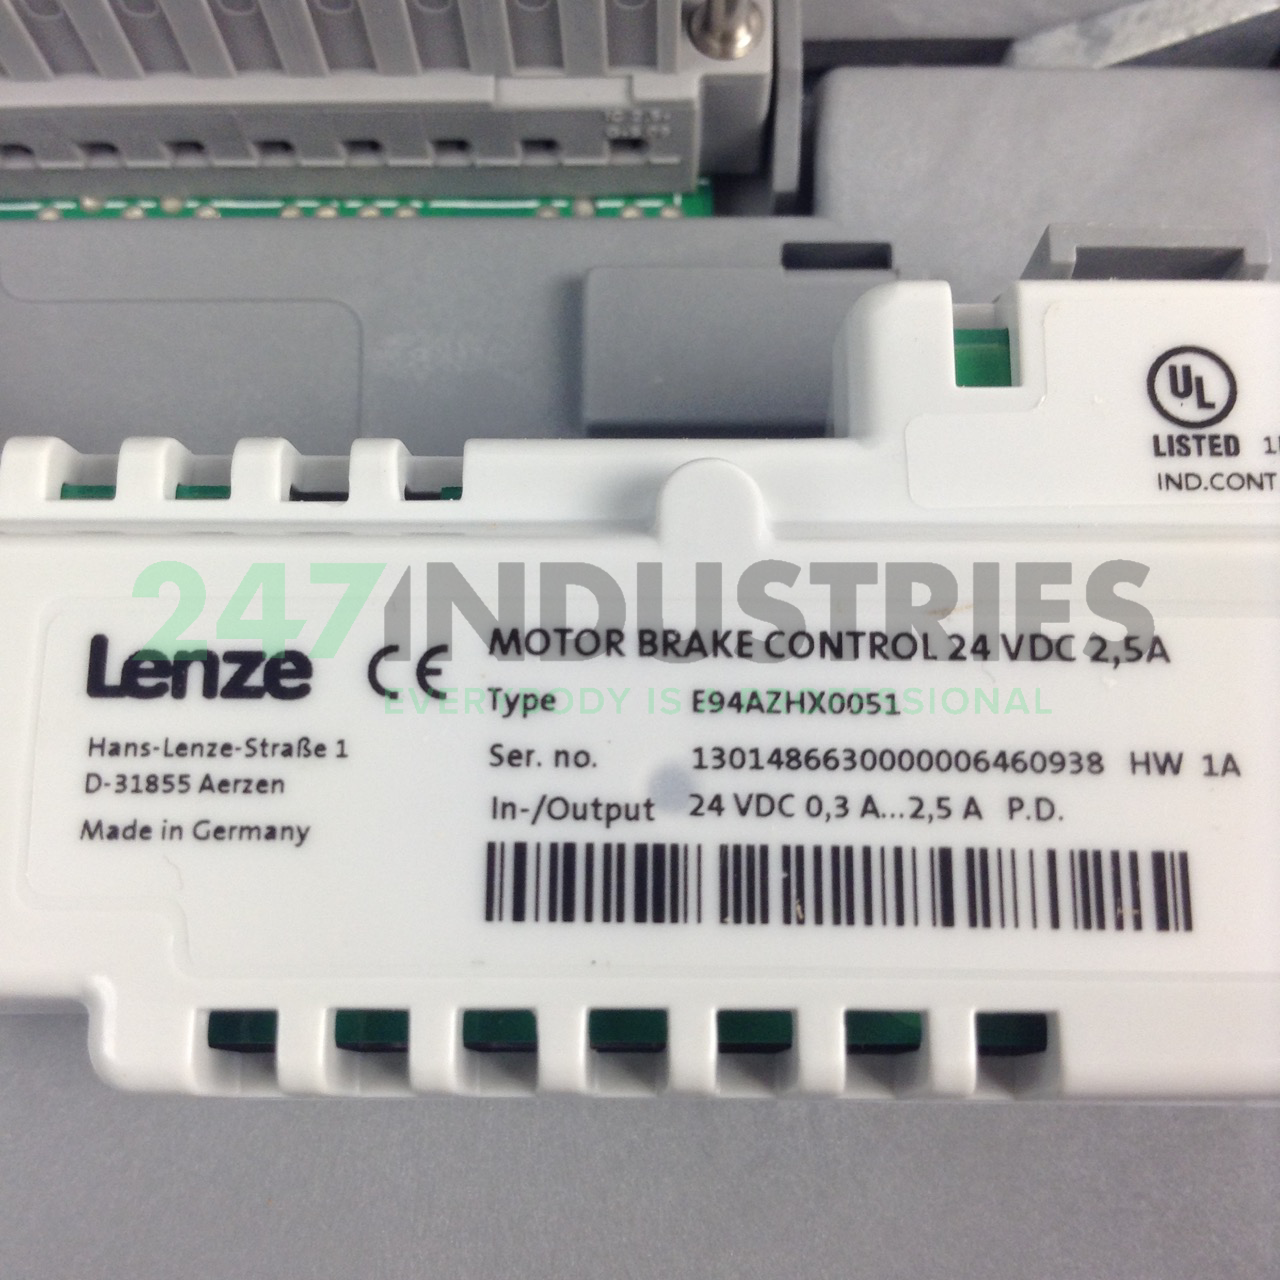 UL
LISTED
IND.CONT
247INDUSTRIES
EVERYBODY IS A PROFESSIONAL
Lenze CE
Hans-Lenze-Straße 1
D-31855 Aerzen
Made in Germany
MOTOR BRAKE CONTROL 24 VDC 2,5A
Type E94AZHX0051
Ser. no. 13014866300000006460938 HW 1A
In-/Output 24 VDC 0,3 A...2,5 A P.D.